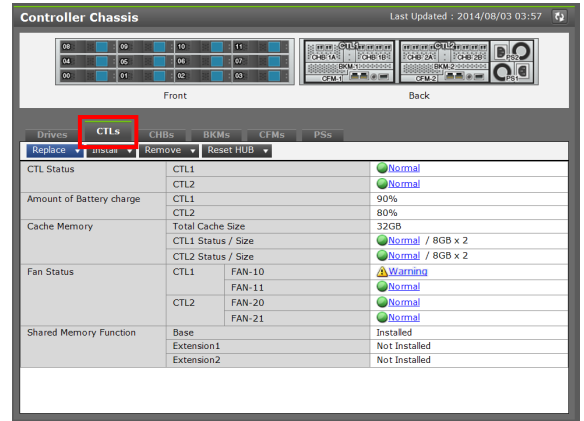 Controller Chassis Last Updated : 2014/08/03 03:57
08 09 10 11
04 05 06 07
00 01 02 03
CTL1 CTL2
CHB-1A CHB-1B CHB-2A CHB-2B PS2
BKM-1 BKM-2
CFM-1 CFM-2 PS1
Front Back
Drives CTLs CHBs BKMs CFMs PSs
Replace Install Remove Reset HUB
CTL Status CTL1 Normal
CTL2 Normal
Amount of Battery charge CTL1 90%
CTL2 80%
Cache Memory Total Cache Size 32GB
CTL1 Status / Size Normal / 8GB x 2
CTL2 Status / Size Normal / 8GB x 2
Fan Status CTL1 FAN-10 Warning
FAN-11 Normal
CTL2 FAN-20 Normal
FAN-21 Normal
Shared Memory Function Base Installed
Extension1 Not Installed
Extension2 Not Installed